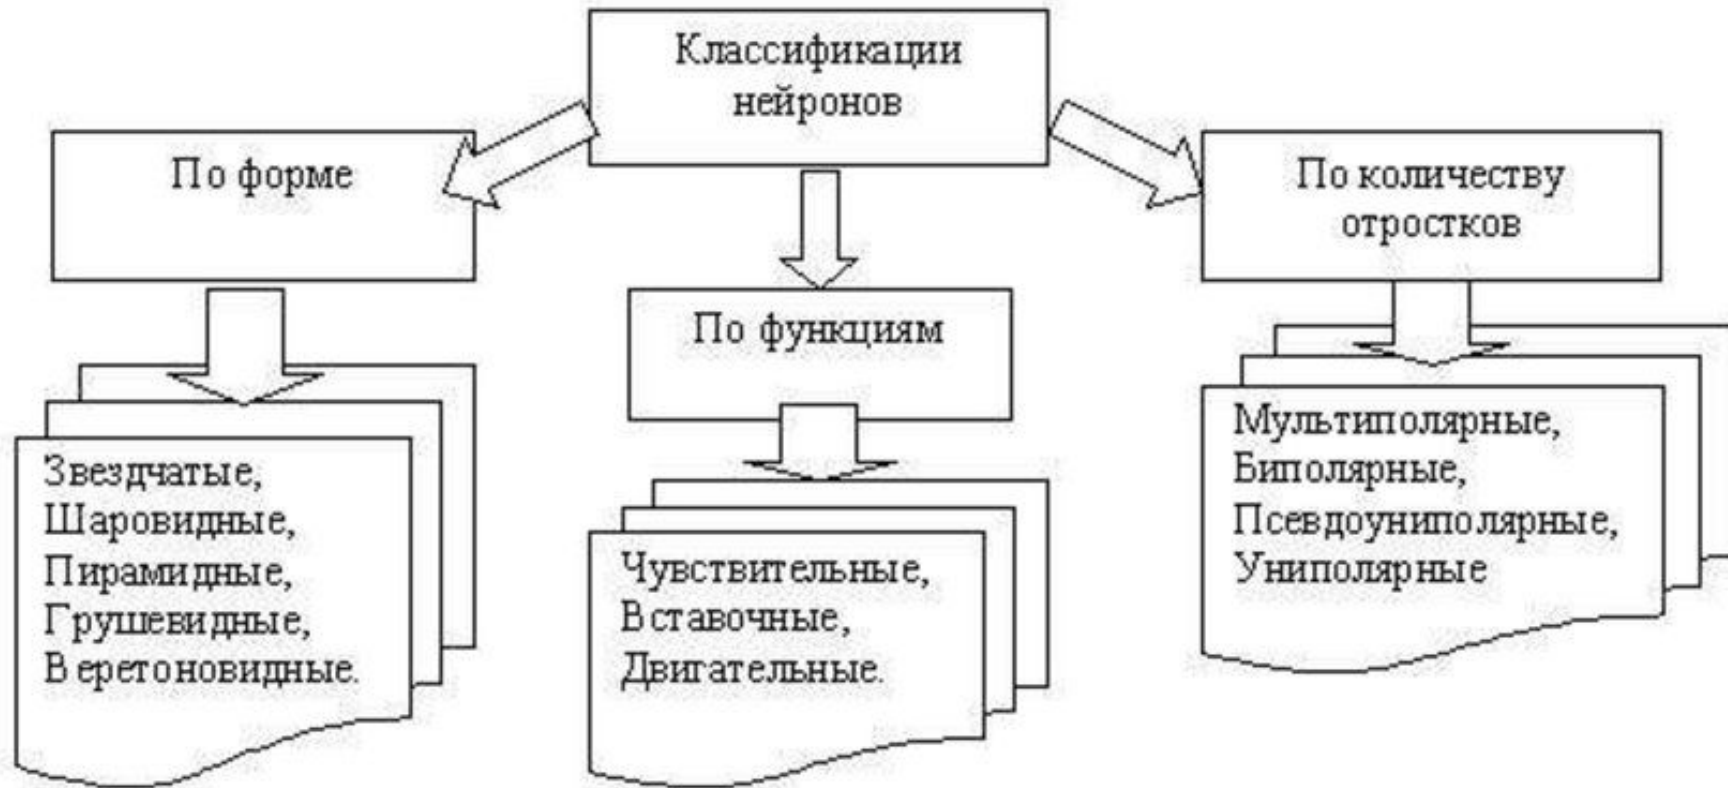 Классификации
нейронов
По форме
По количеству
отростков
По функциям
Звездчатые,
Шаровидные,
Пирамидные,
Грушевидные,
Веретоновидные.
Чувствительные,
Вставочные,
Двигательные.
Мультиполярные,
Биполярные,
Псевдоуниполярные,
Униполярные